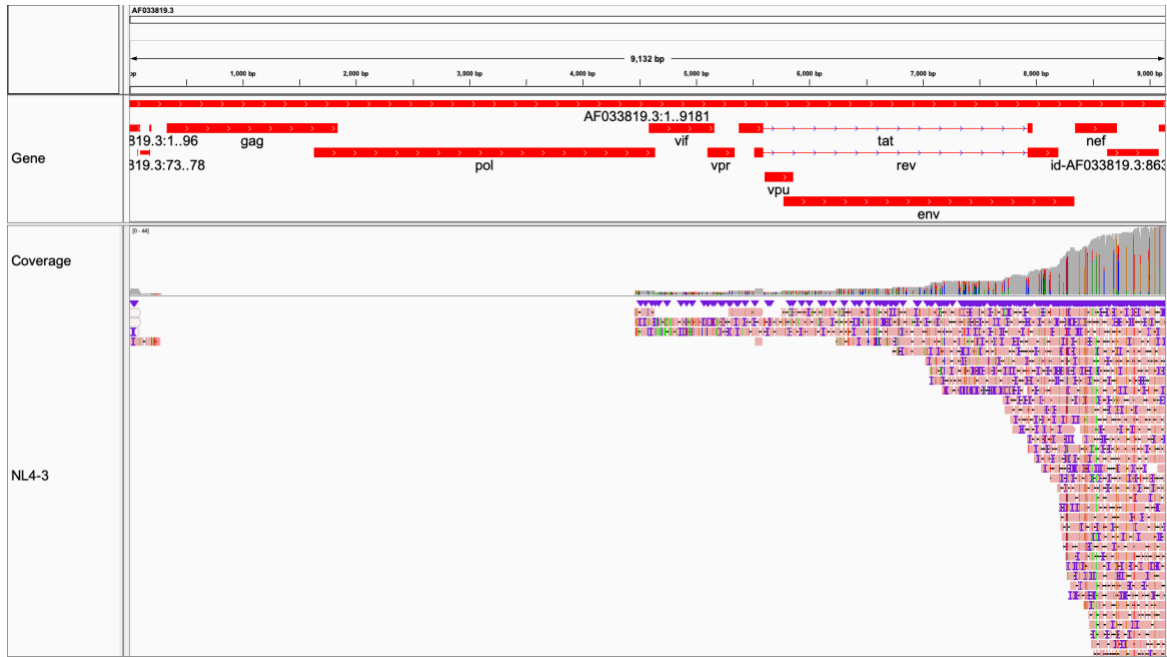 AF033819.3
9,132 bp
bp 1,000 bp 2,000 bp 3,000 bp 4,000 bp 5,000 bp 6,000 bp 7,000 bp 8,000 bp 9,000 bp
AF033819.3:1..9181
Gene
319.3:1..96 gag vif tat nef
319.3:73..78 pol vpr rev id-AF033819.3:863
vpu
env
[0 - 44]
Coverage
NL4-3